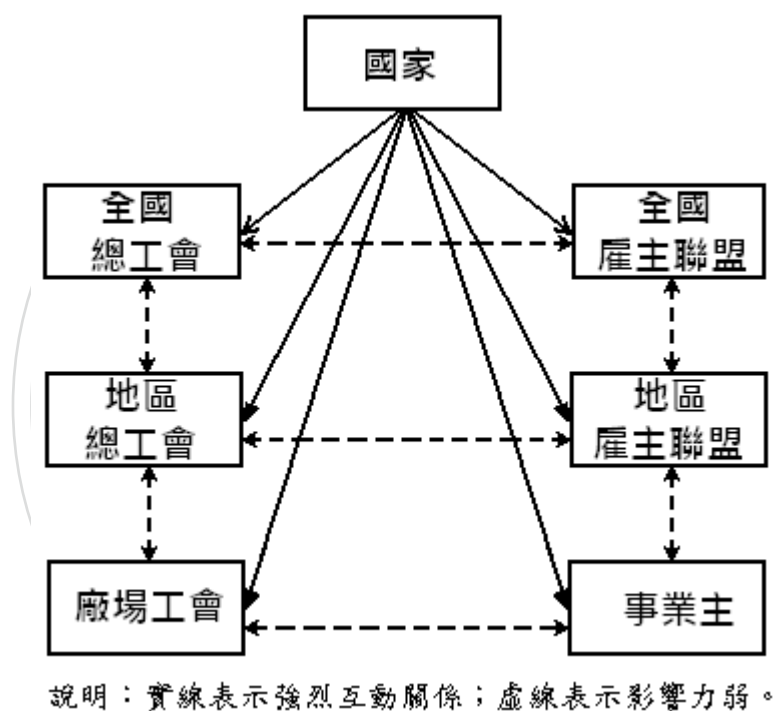 國家
全國
總工會
全國
雇主聯盟
地區
總工會
地區
雇主聯盟
廠場工會
事業主
說明：實線表示強烈互動關係；虛線表示影響力弱。